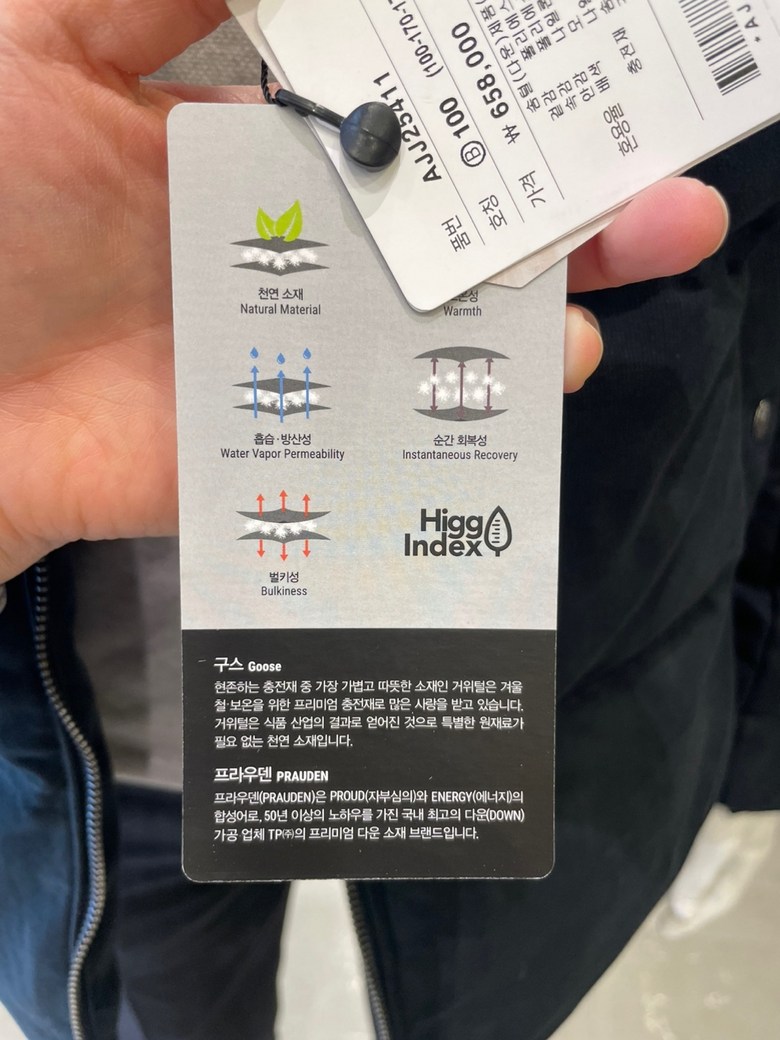 품번
AJJ25411
호칭
Ⓑ 100 (100-170-1
가격
₩ 658,000
혼용률
충전재
천연 소재
Natural Material
Warmth
흡습·방산성
Water Vapor Permeability
순간 회복성
Instantaneous Recovery
벌키성
Bulkiness
Higg
Index
구스 Goose
현존하는 충전재 중 가장 가볍고 따뜻한 소재인 거위털은 겨울
철·보온을 위한 프리미엄 충전재로 많은 사랑을 받고 있습니다.
거위털은 식품 산업의 결과로 얻어진 것으로 특별한 원재료가
필요 없는 천연 소재입니다.
프라우덴 PRAUDEN
프라우덴(PRAUDEN)은 PROUD(자부심의)와 ENERGY(에너지)의
합성어로, 50년 이상의 노하우를 가진 국내 최고의 다운(DOWN)
가공 업체 TP㈜의 프리미엄 다운 소재 브랜드입니다.